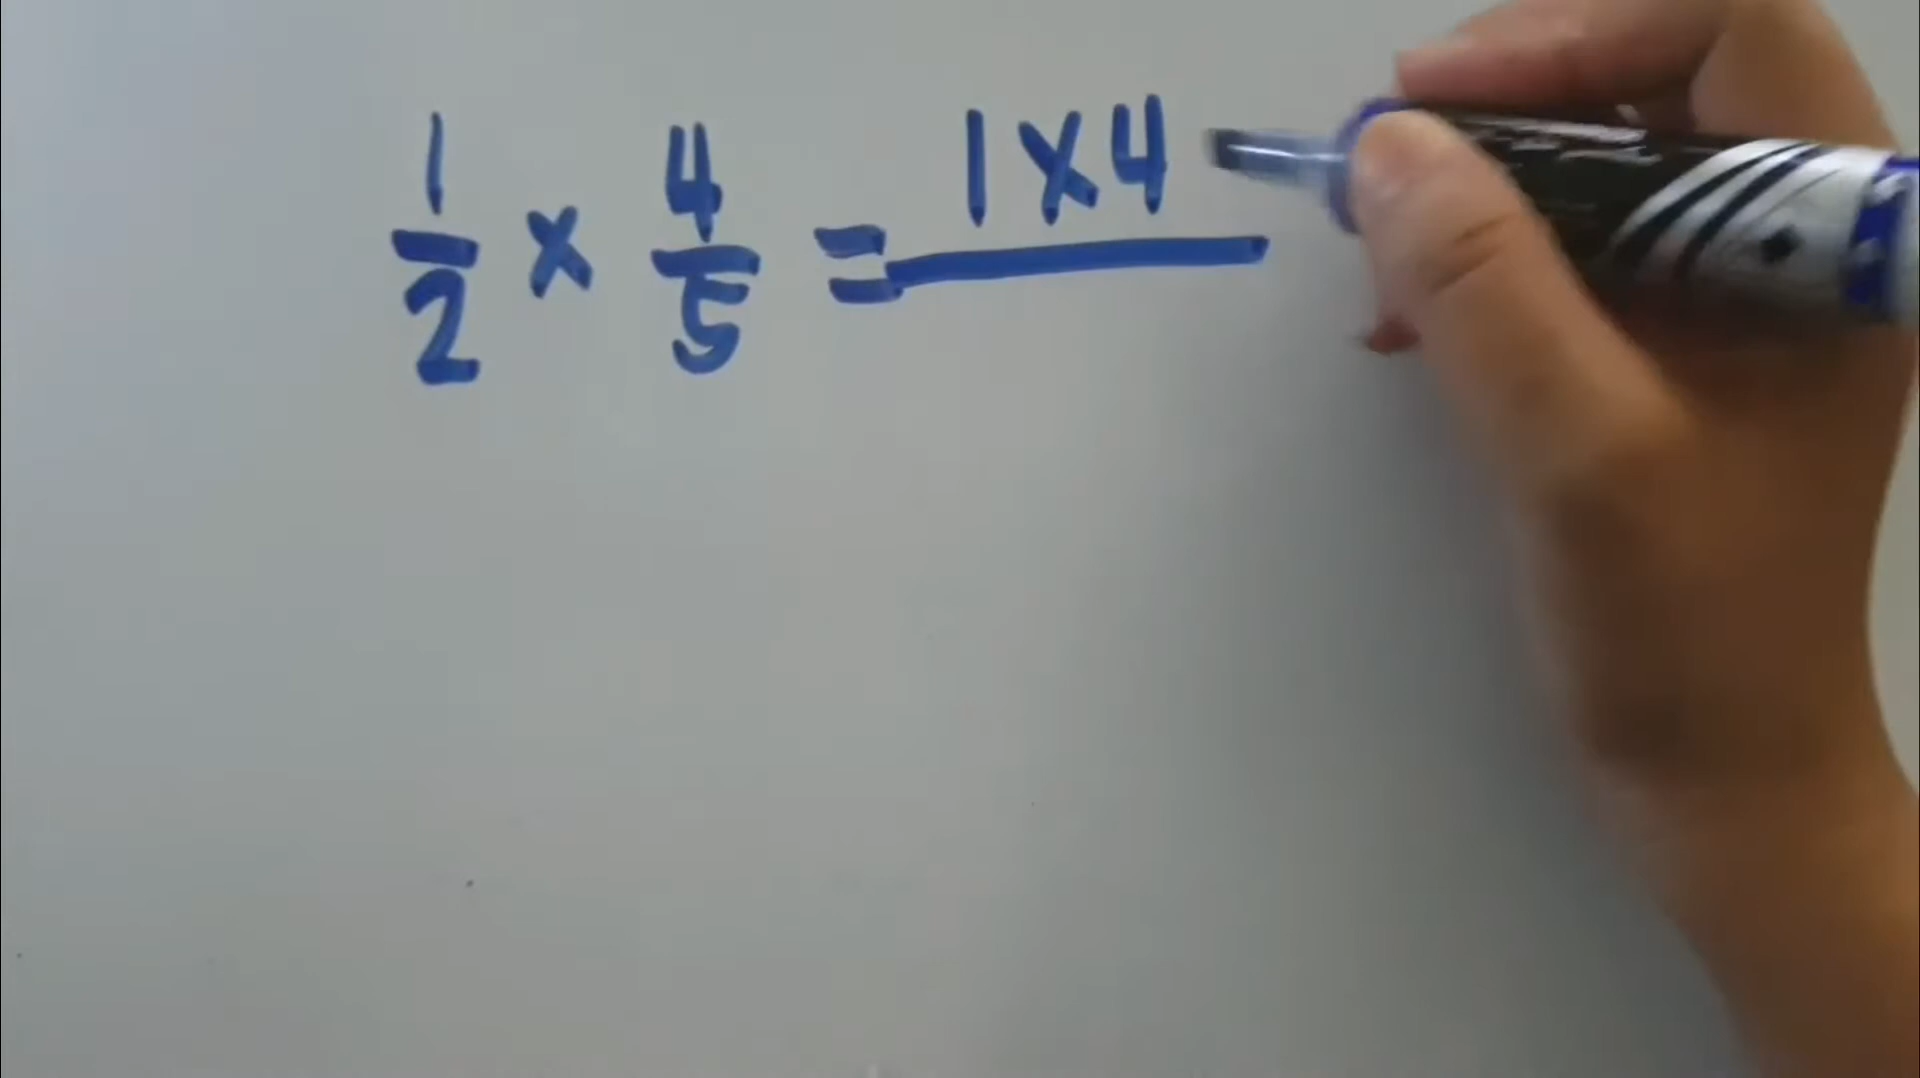 1/2 × 4/5 = 1×4/